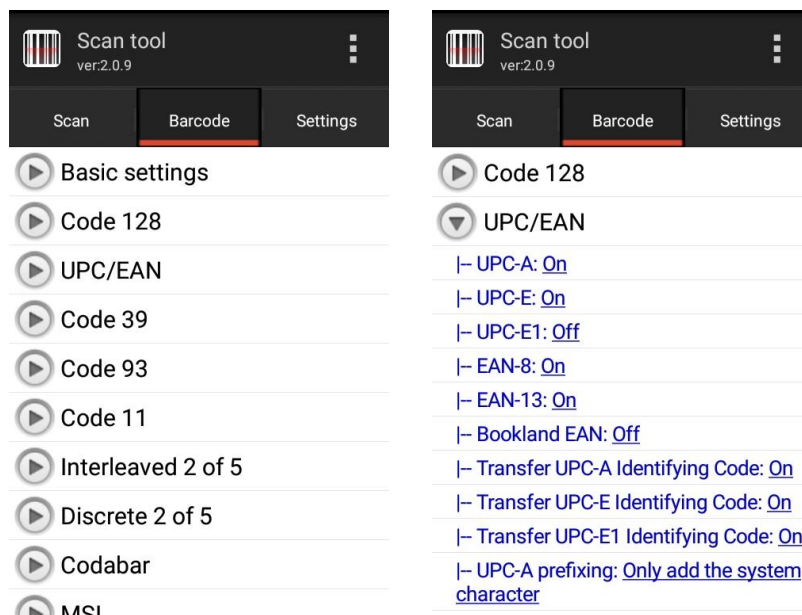 Scan tool
ver:2.0.9
Scan Barcode Settings
Basic settings
Code 128
UPC/EAN
Code 39
Code 93
Code 11
Interleaved 2 of 5
Discrete 2 of 5
Codabar
MSI
Scan tool
ver:2.0.9
Scan Barcode Settings
Code 128
UPC/EAN
|-- UPC-A: On
|-- UPC-E: On
|-- UPC-E1: Off
|-- EAN-8: On
|-- EAN-13: On
|-- Bookland EAN: Off
|-- Transfer UPC-A Identifying Code: On
|-- Transfer UPC-E Identifying Code: On
|-- Transfer UPC-E1 Identifying Code: On
|-- UPC-A prefixing: Only add the system
character